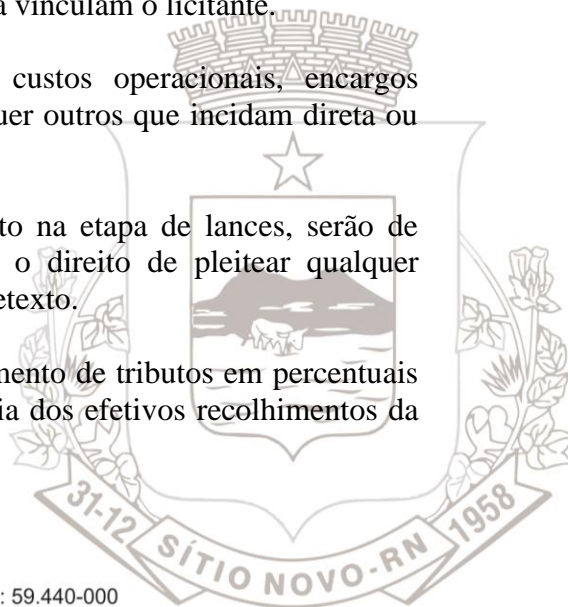 a vinculam o licitante.
custos operacionais, encargos
quer outros que incidam direta ou
to na etapa de lances, serão de
o direito de pleitear qualquer
etexto.
mento de tributos em percentuais
ia dos efetivos recolhimentos da
31-12 SÍTIO NOVO-RN 1958
: 59.440-000